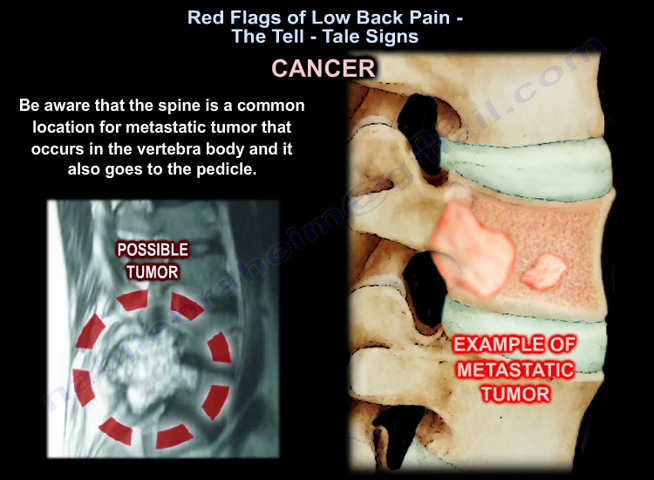 Red Flags of Low Back Pain -
The Tell - Tale Signs
CANCER
Be aware that the spine is a common
location for metastatic tumor that
occurs in the vertebra body and it
also goes to the pedicle.
POSSIBLE
TUMOR
EXAMPLE OF
METASTATIC
TUMOR